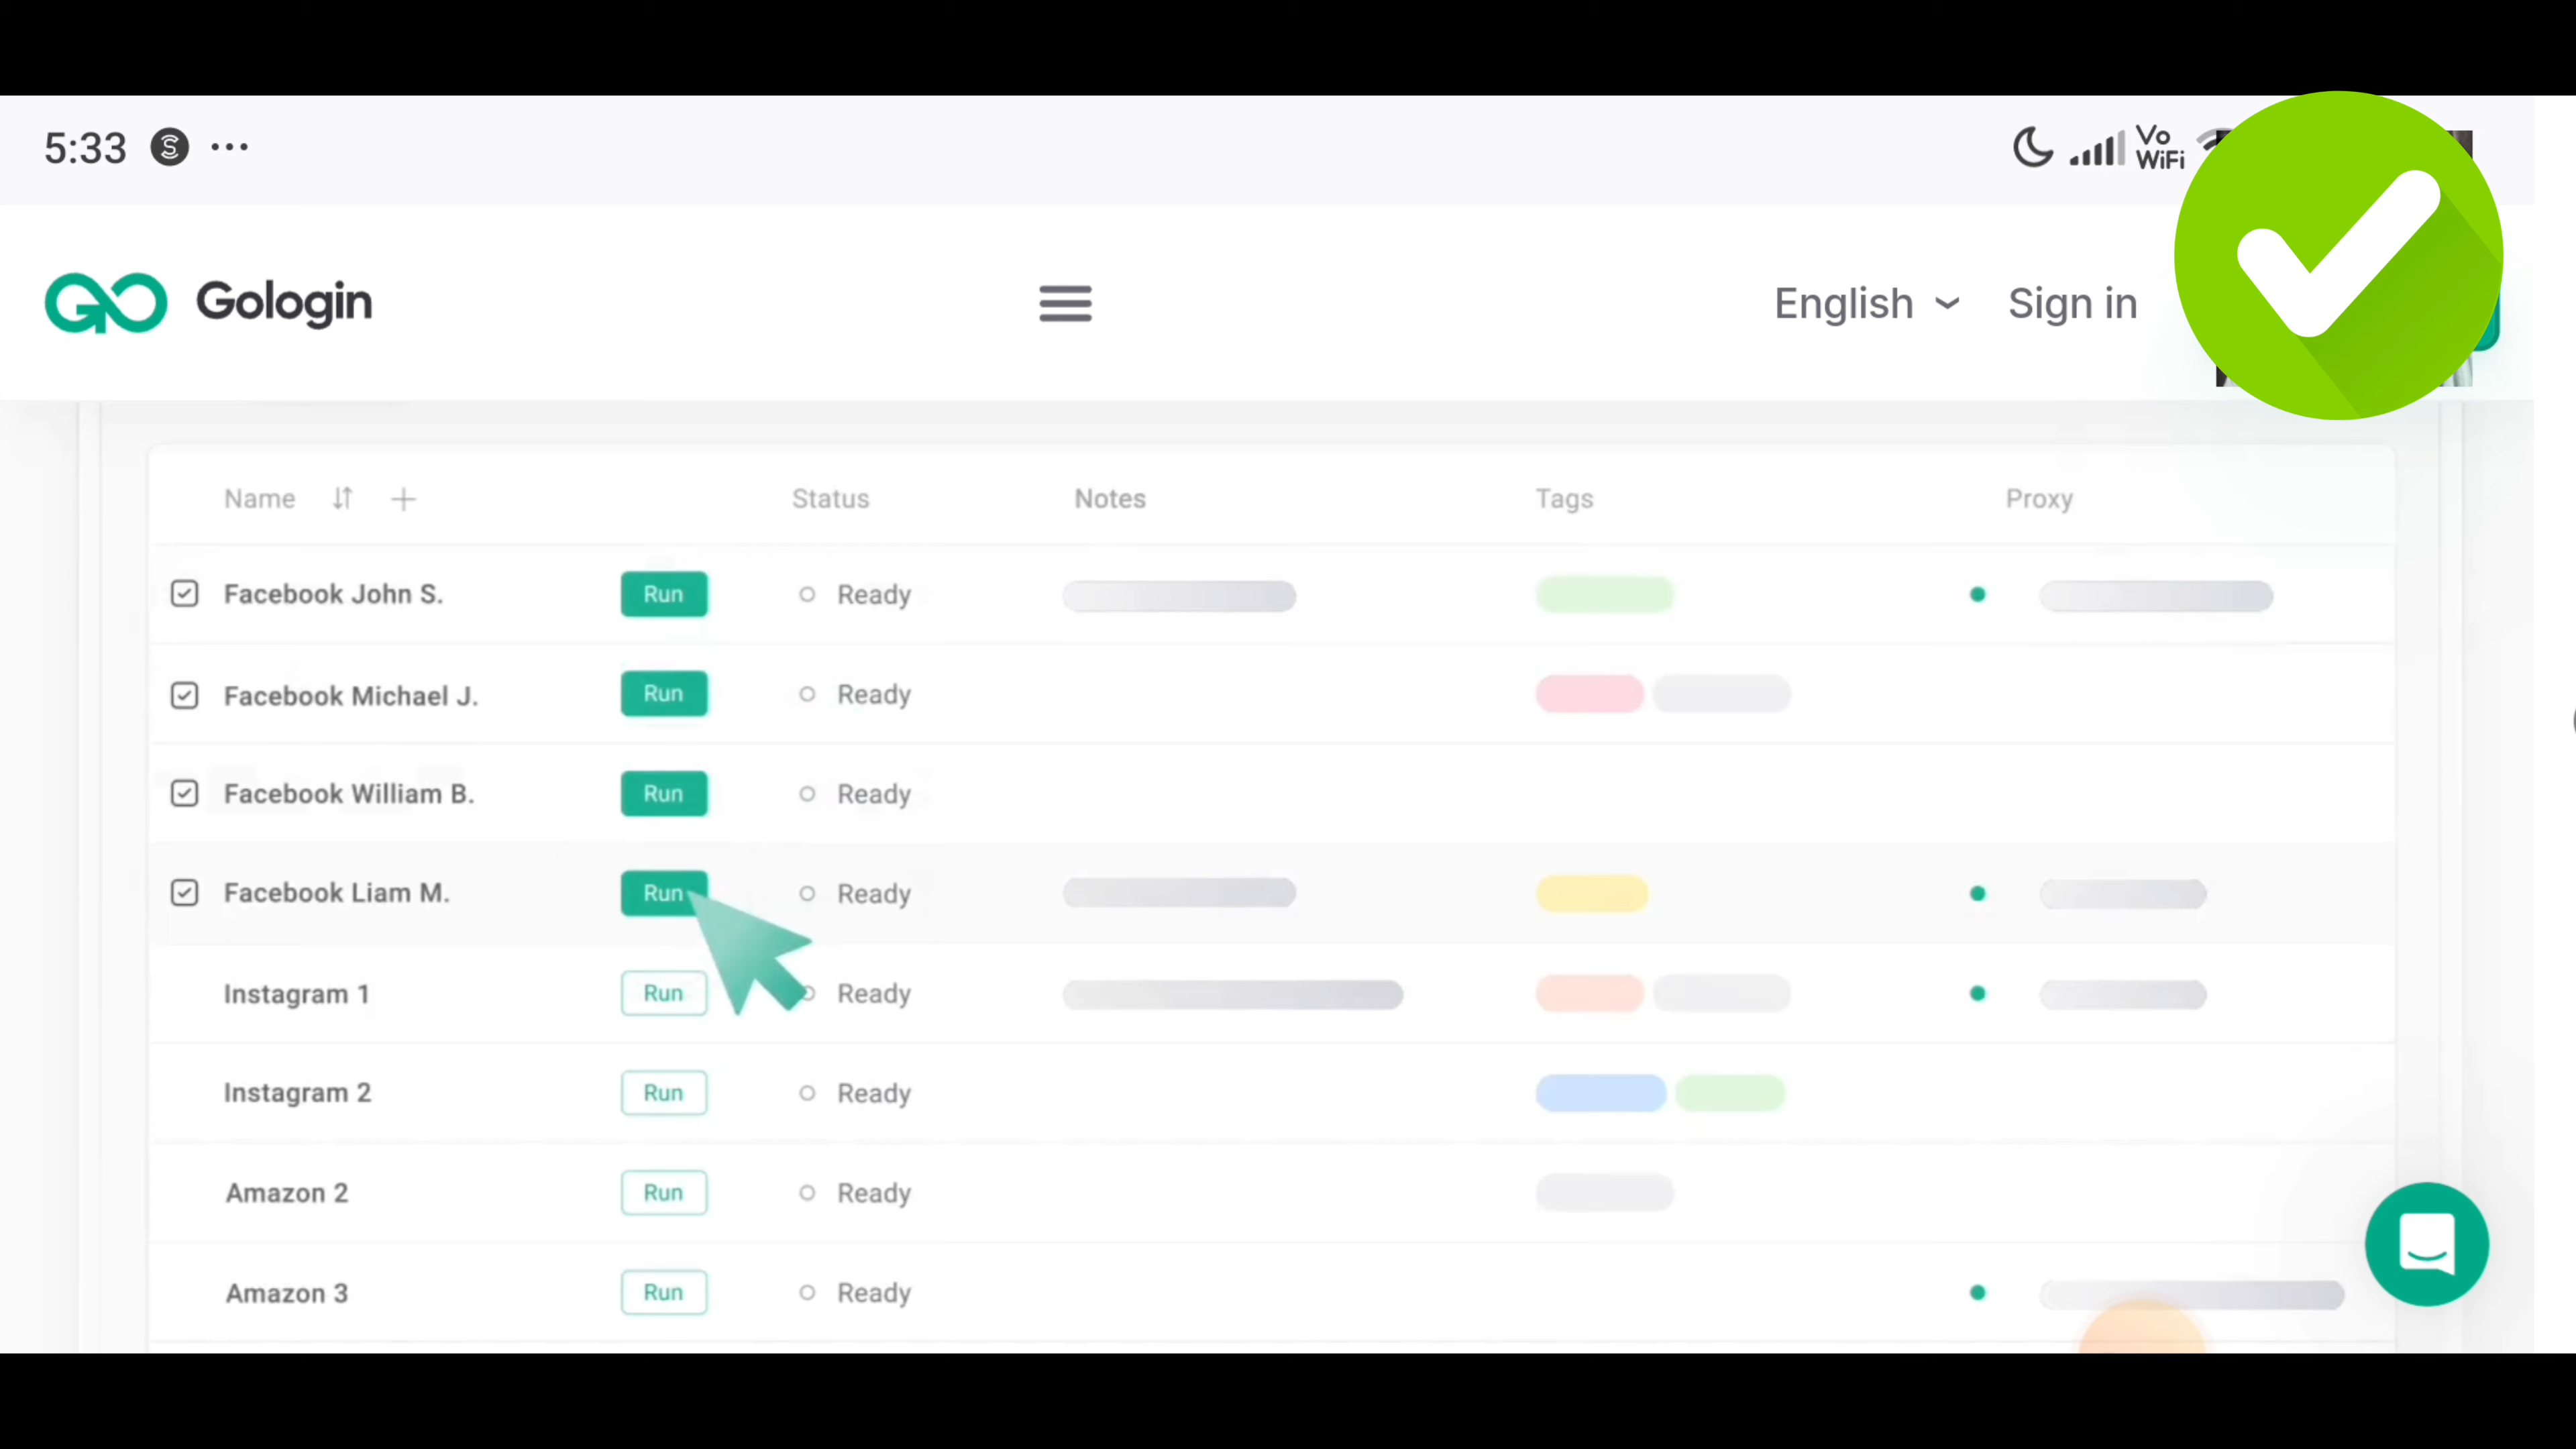 5:33
Vo
WiFi
Gologin
English
Sign in
Name Status Notes Tags Proxy
Facebook John S. Run Ready
Facebook Michael J. Run Ready
Facebook William B. Run Ready
Facebook Liam M. Run Ready
Instagram 1 Run Ready
Instagram 2 Run Ready
Amazon 2 Run Ready
Amazon 3 Run Ready